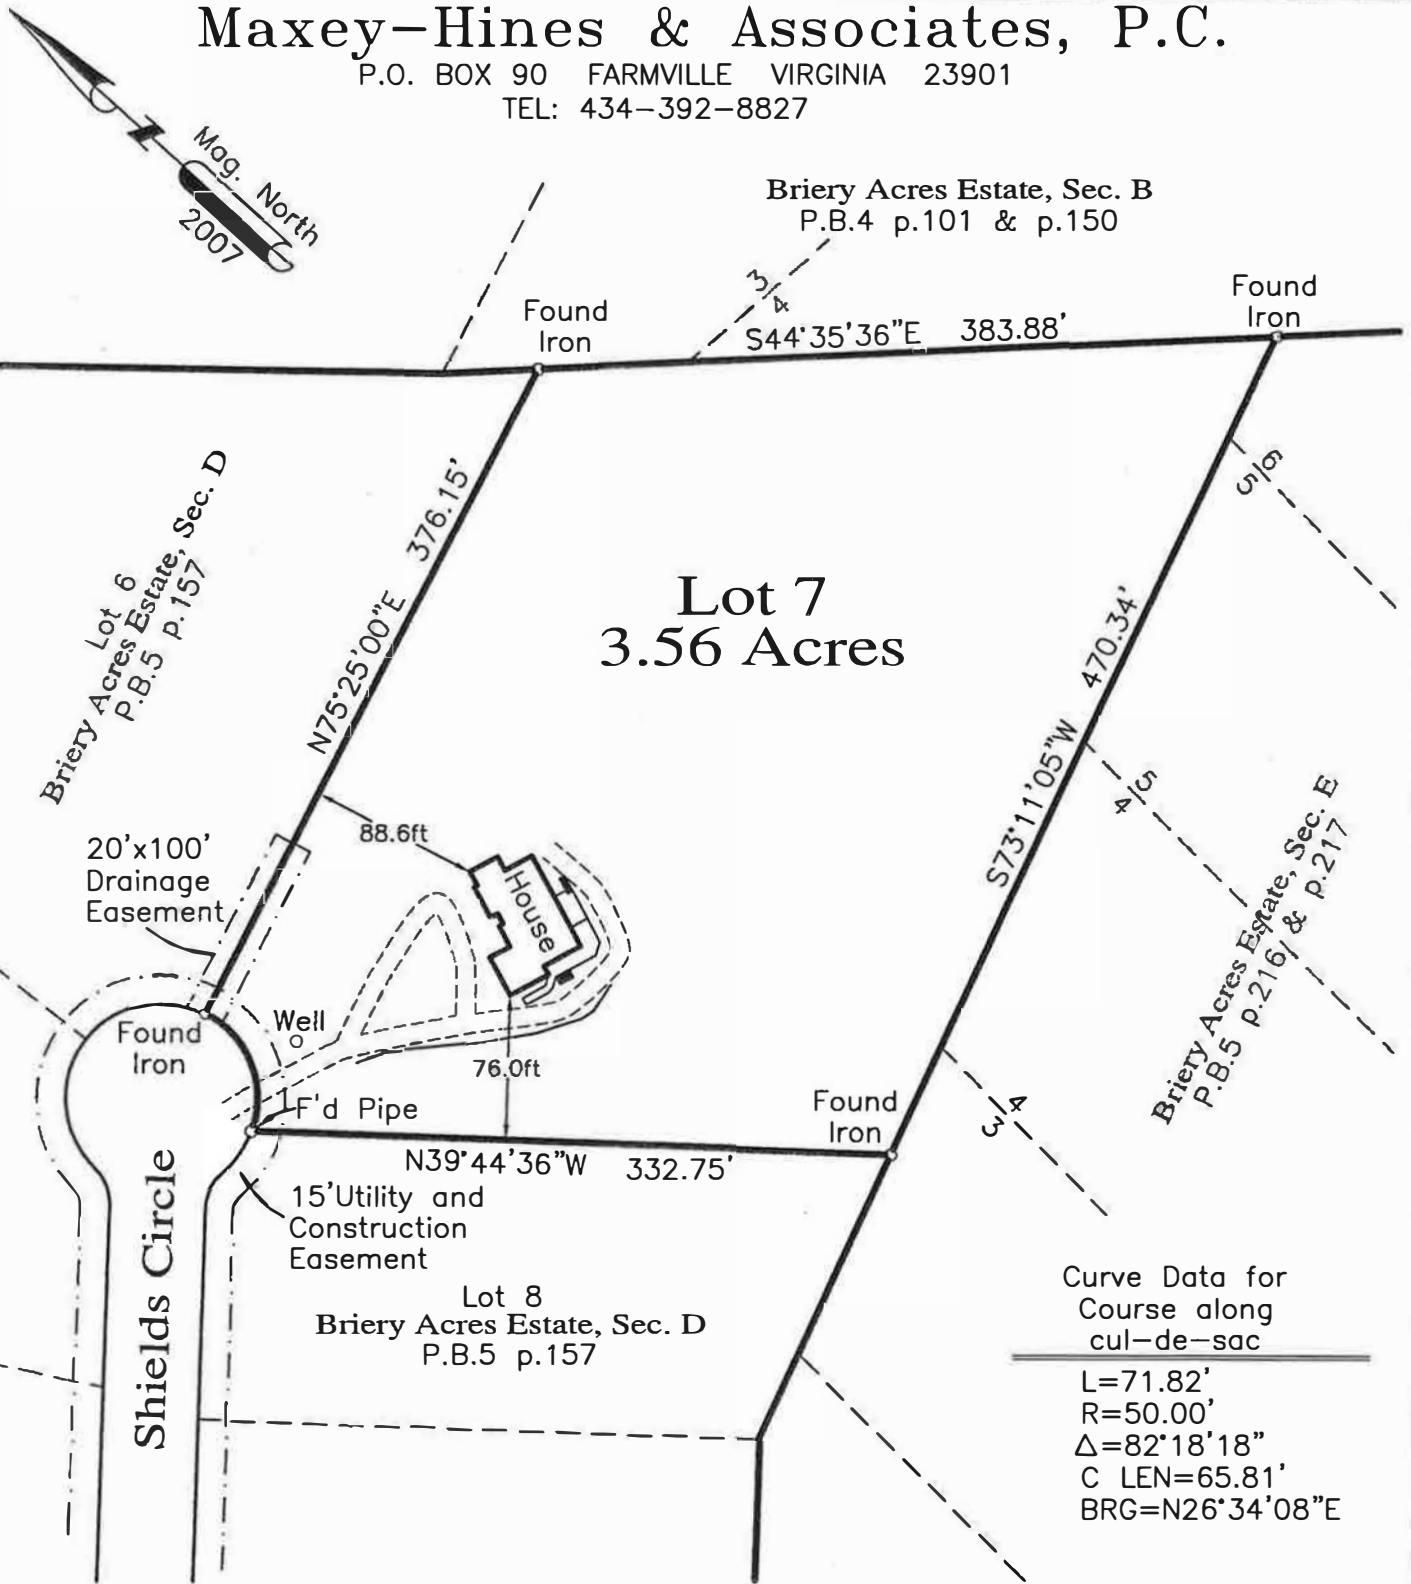 Maxey-Hines & Associates, P.C.
P.O. BOX 90 FARMVILLE VIRGINIA 23901
TEL: 434-392-8827
N
Mag. North
2007
Briery Acres Estate, Sec. B
P.B.4 p.101 & p.150
3/4
Found
Iron
S44°35'36"E 383.88'
Found
Iron
Lot 6
Briery Acres Estate, Sec. D
P.B.5 p.157
N75°25'00"E 376.15'
Lot 7
3.56 Acres
6/5
S73°11'05"W 470.34'
5/4
Briery Acres Estate, Sec. E
P.B.5 p.216 & p.217
20'x100'
Drainage
Easement
88.6ft
House
Well
Found
Iron
76.0ft
F'd Pipe
Found
Iron
4
3
N39°44'36"W 332.75'
15'Utility and
Construction
Easement
Shields Circle
Lot 8
Briery Acres Estate, Sec. D
P.B.5 p.157
Curve Data for
Course along
cul-de-sac
L=71.82'
R=50.00'
Δ=82°18'18"
C LEN=65.81'
BRG=N26°34'08"E